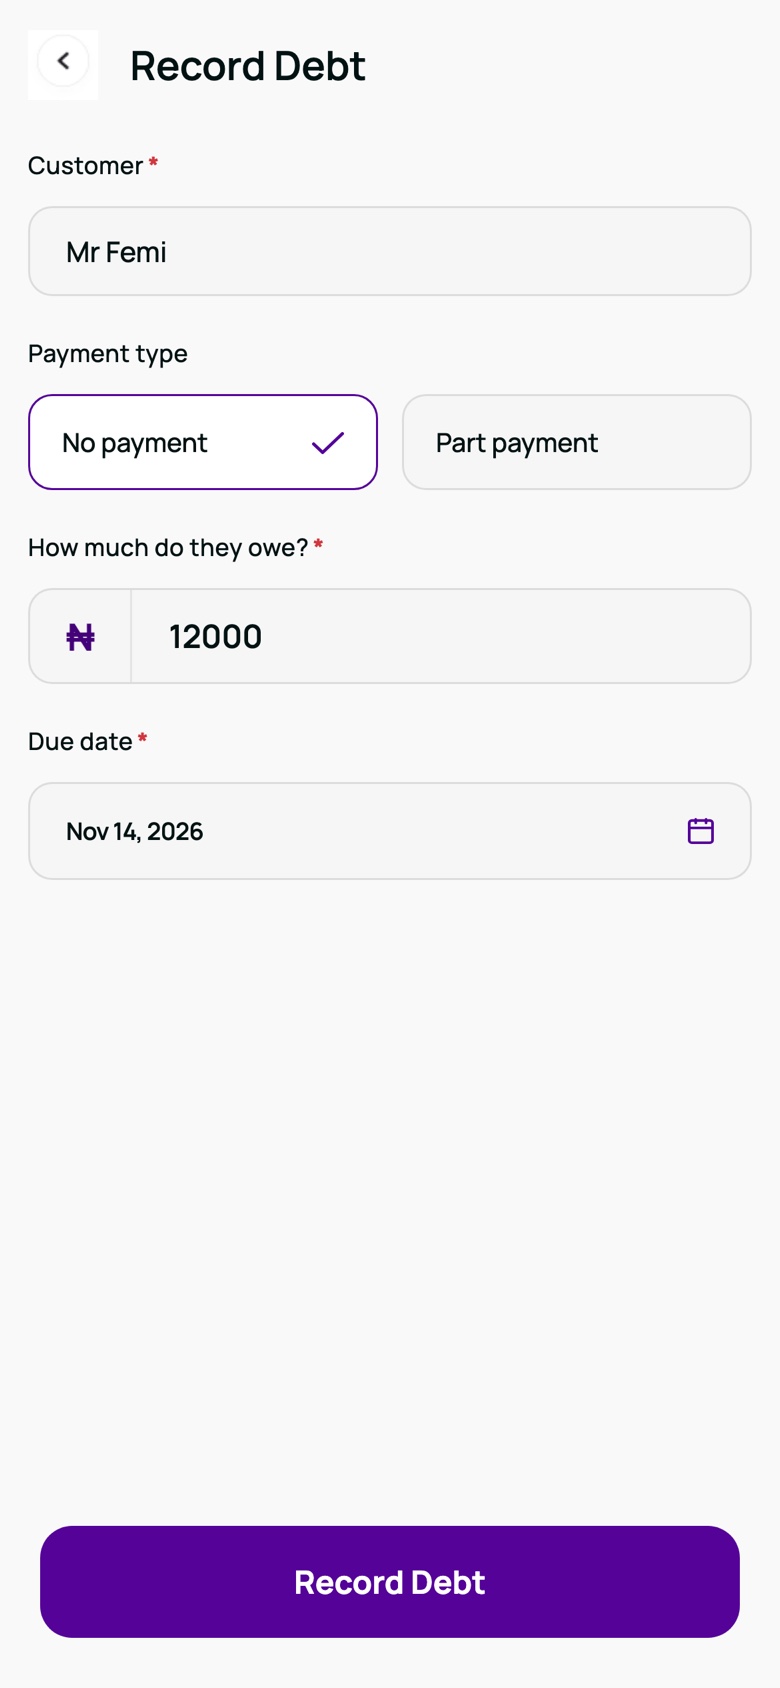 Record Debt
Customer *
Mr Femi
Payment type
No payment
Part payment
How much do they owe? *
₦ 12000
Due date *
Nov 14, 2026
Record Debt